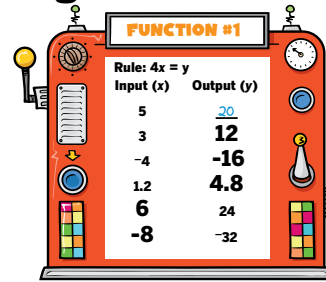 FUNCTION #1
Rule: 4x = y
Input (x) Output (y)
5 20
3 12
⁻4 -16
1.2 4.8
6 24
-8 ⁻32